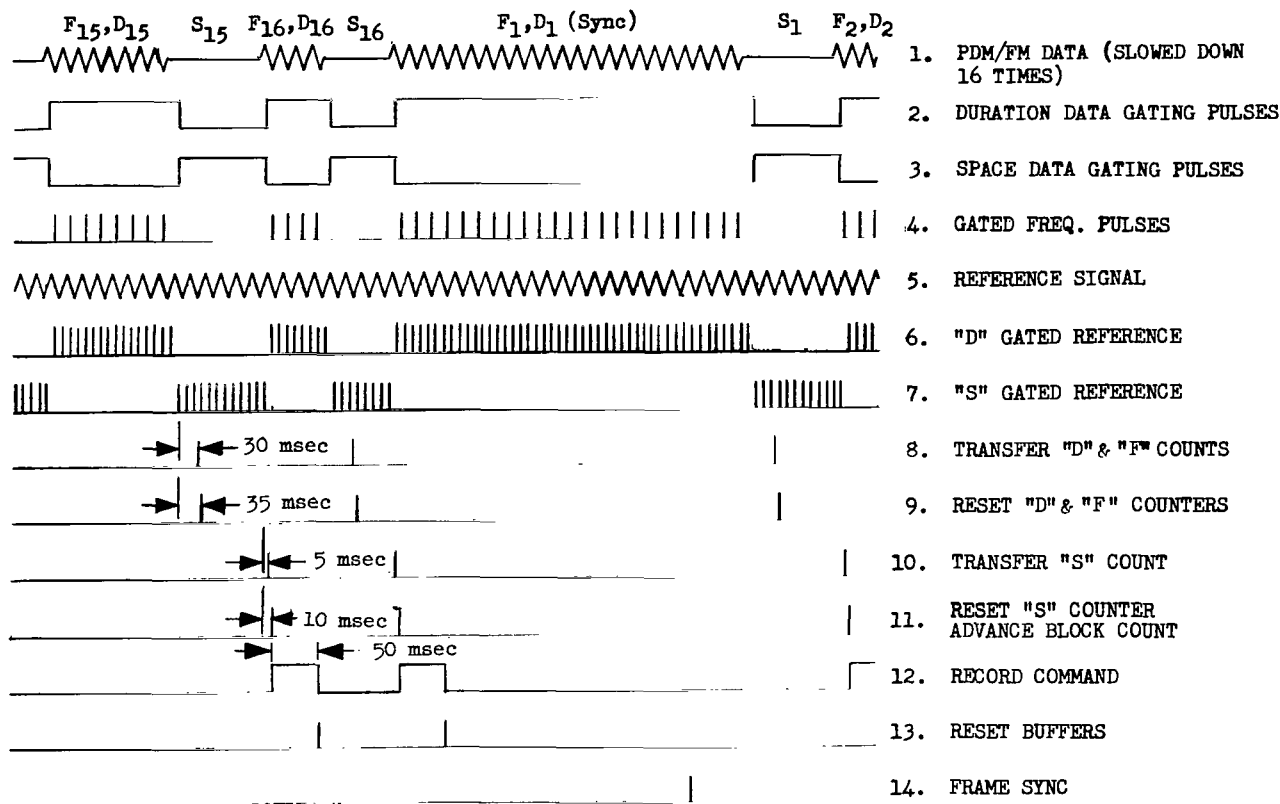 F15,D15 S15 F16,D16 S16 F1,D1 (Sync) S1 F2,D2
1. PDM/FM DATA (SLOWED DOWN
16 TIMES)
2. DURATION DATA GATING PULSES
3. SPACE DATA GATING PULSES
4. GATED FREQ. PULSES
5. REFERENCE SIGNAL
6. "D" GATED REFERENCE
7. "S" GATED REFERENCE
30 msec
8. TRANSFER "D" & "F" COUNTS
35 msec
9. RESET "D" & "F" COUNTERS
5 msec
10. TRANSFER "S" COUNT
10 msec
11. RESET "S" COUNTER
ADVANCE BLOCK COUNT
50 msec
12. RECORD COMMAND
13. RESET BUFFERS
14. FRAME SYNC